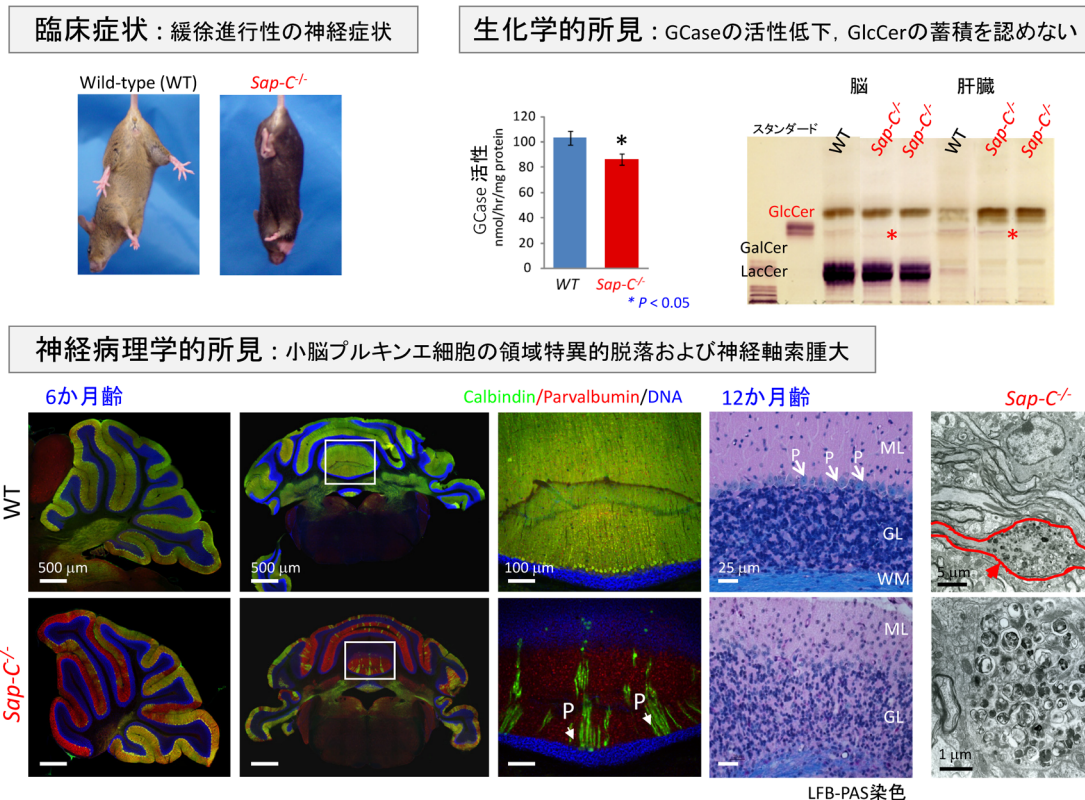 臨床症状 : 緩徐進行性の神経症状
生化学的所見 : GCaseの活性低下, GlcCerの蓄積を認めない
Wild-type (WT)
Sap-C-/-
GCase 活性
nmol/hr/mg protein
120
100
80
60
40
20
0
*
WT
Sap-C-/-
* P < 0.05
脳
肝臓
スタンダード
WT
Sap-C-/-
Sap-C-/-
WT
Sap-C-/-
Sap-C-/-
GlcCer
*
*
GalCer
LacCer
神経病理学的所見 : 小脳プルキンエ細胞の領域特異的脱落および神経軸索腫大
6か月齢
Calbindin/Parvalbumin/DNA
12か月齢
Sap-C-/-
WT
500 μm
500 μm
100 μm
P P P
ML
GL
WM
25 μm
5 μm
Sap-C-/-
P
P
ML
GL
1 μm
LFB-PAS染色